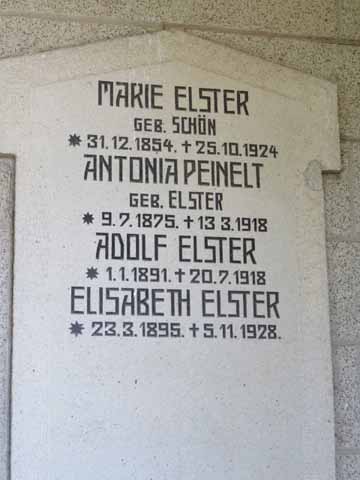 MARIE ELSTER
GEB. SCHÖN
✷ 31.12.1854. ✝ 25.10.1924
ANTONIA PEINELT
GEB. ELSTER
✷ 9.7.1875. ✝ 13 3.1918
ADOLF ELSTER
✷ 1.1.1891. ✝ 20.7.1918
ELISABETH ELSTER
✷ 23.3.1895. ✝ 5.11.1928.